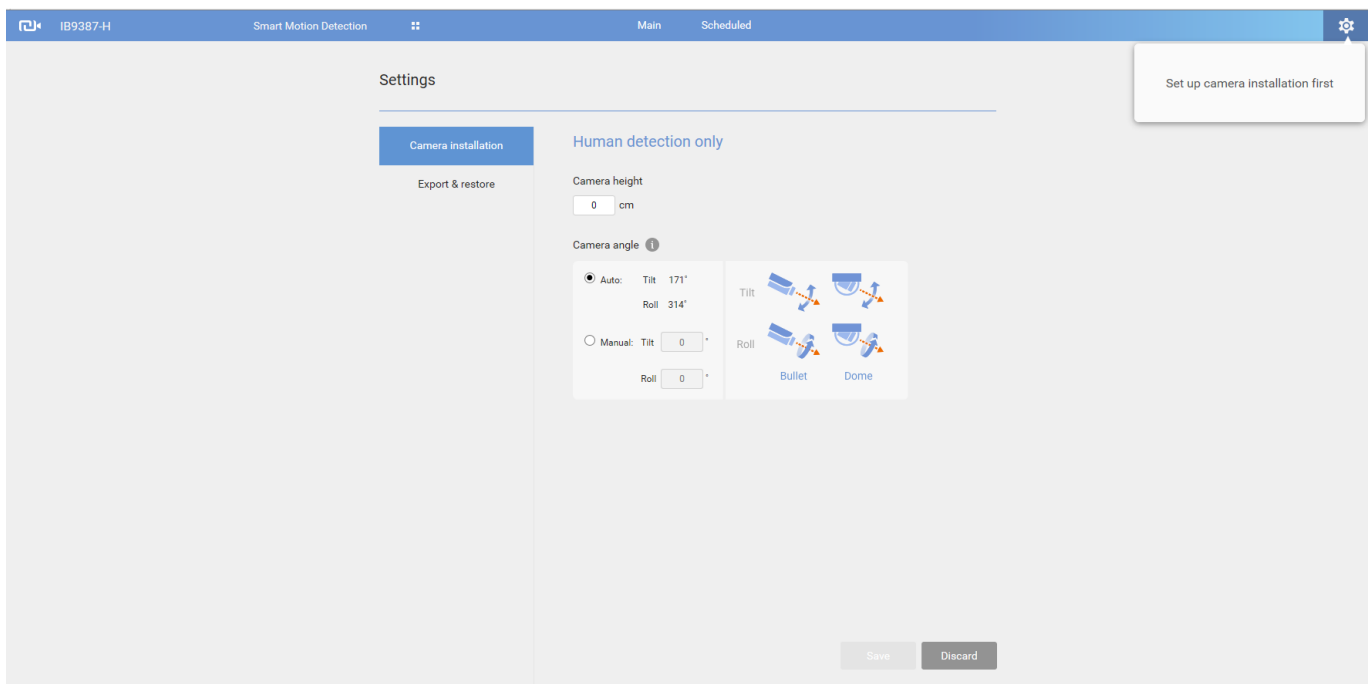 IB9387-H Smart Motion Detection Main Scheduled
Set up camera installation first
Settings
Camera installation
Export & restore
Human detection only
Camera height
0 cm
Camera angle i
Auto: Tilt 171°
Roll 314°
Manual: Tilt 0 °
Roll 0 °
Tilt
Roll
Bullet Dome
Save Discard